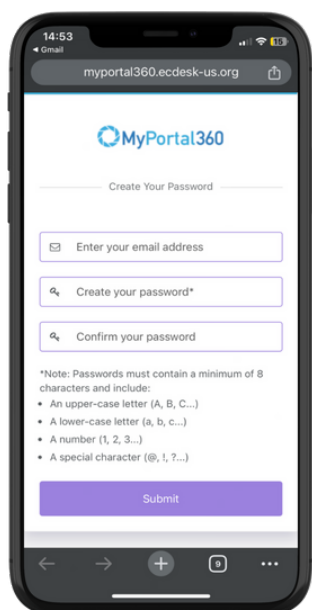 14:53
16
◂ Gmail
myportal360.ecdesk-us.org
MyPortal360
Create Your Password
Enter your email address
Create your password*
Confirm your password
*Note: Passwords must contain a minimum of 8
characters and include:
• An upper-case letter (A, B, C...)
• A lower-case letter (a, b, c...)
• A number (1, 2, 3...)
• A special character (@, !, ?...)
Submit
9